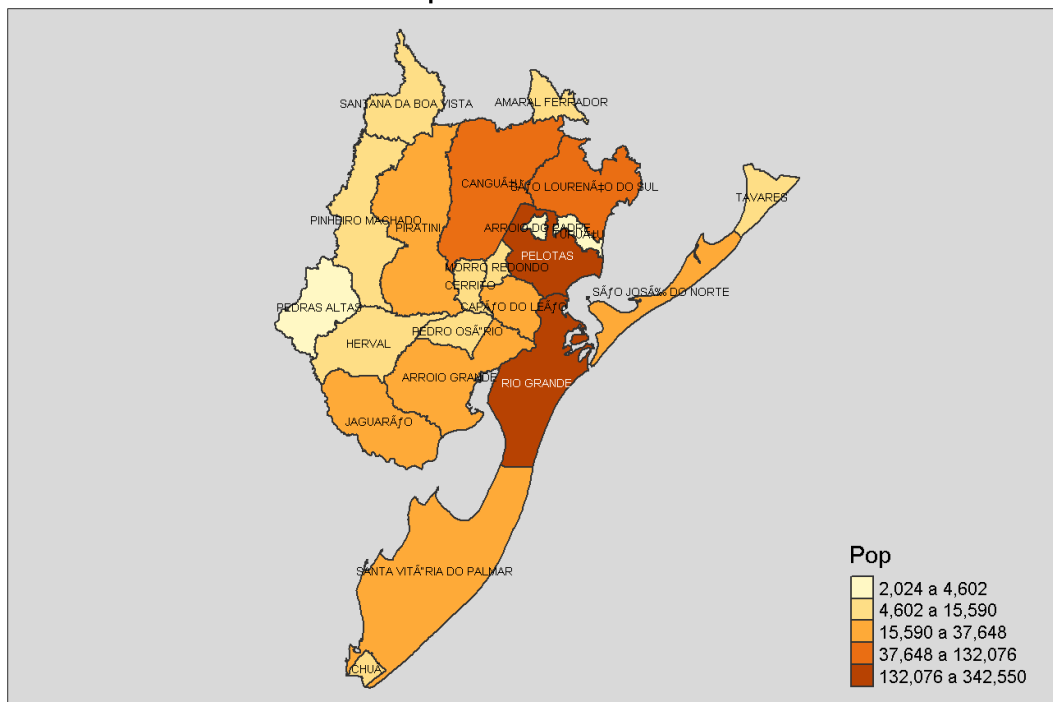 SANTANA DA BOA VISTA
AMARAL FERRADOR
TAVARES
PINHEIRO MACHADO
PIRATINI
PELOTAS
MORRO REDONDO
CERRITO
SÃƒO JOSÃ‰ DO NORTE
PEDRAS ALTAS
CAPÃƒO DO LEÃƒO
PEDRO OSÃ“RIO
HERVAL
ARROIO GRANDE
RIO GRANDE
JAGUARÃƒO
SANTA VITÃ“RIA DO PALMAR
CHUÃ
ARROIO DO PADRE
SÃƒO LOURENÃ‡O DO SUL
Pop
2,024 a 4,602
4,602 a 15,590
15,590 a 37,648
37,648 a 132,076
132,076 a 342,550